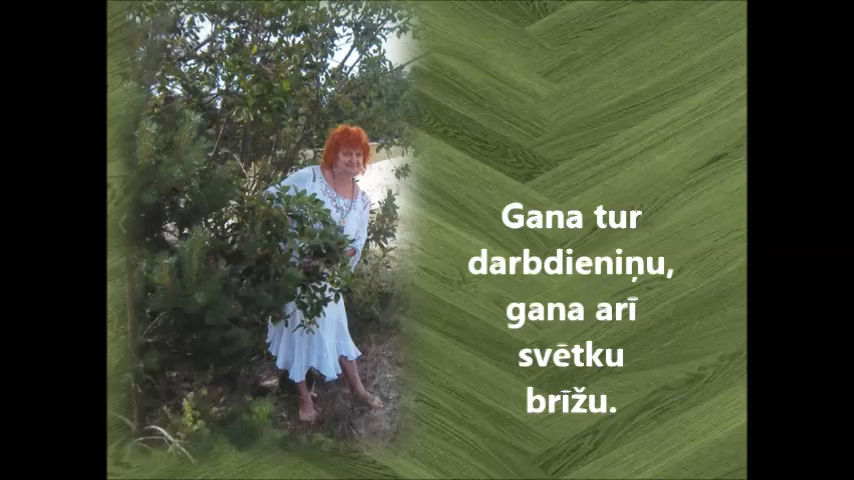 Gana tur
darbdieniņu,
gana arī
svētku
brīžu.